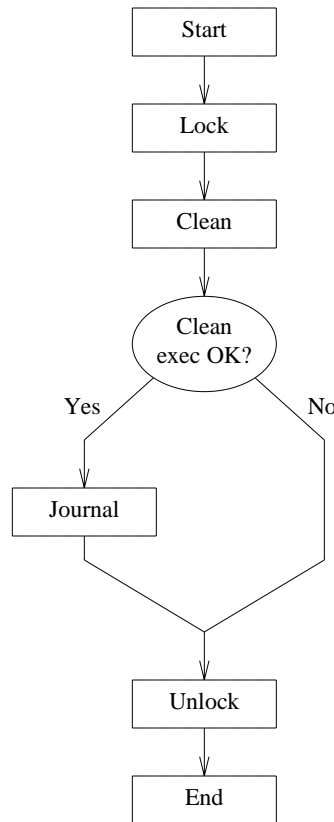 Start
Lock
Clean
Clean
exec OK?
Yes
No
Journal
Unlock
End